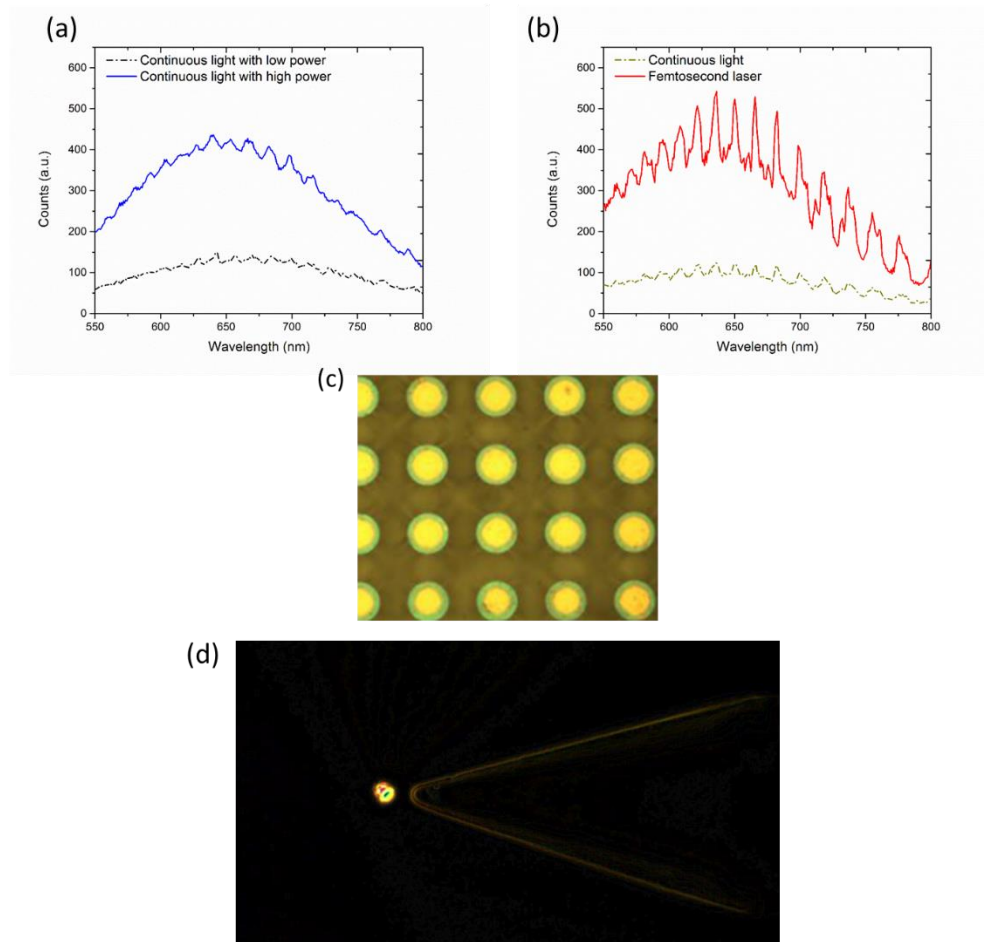 (a)
Continuous light with low power
Continuous light with high power
600
500
400
300
200
100
0
Counts (a.u.)
550 600 650 700 750 800
Wavelength (nm)
(b)
Continuous light
Femtosecond laser
600
500
400
300
200
100
0
Counts (a.u.)
550 600 650 700 750 800
Wavelength (nm)
(c)
(d)